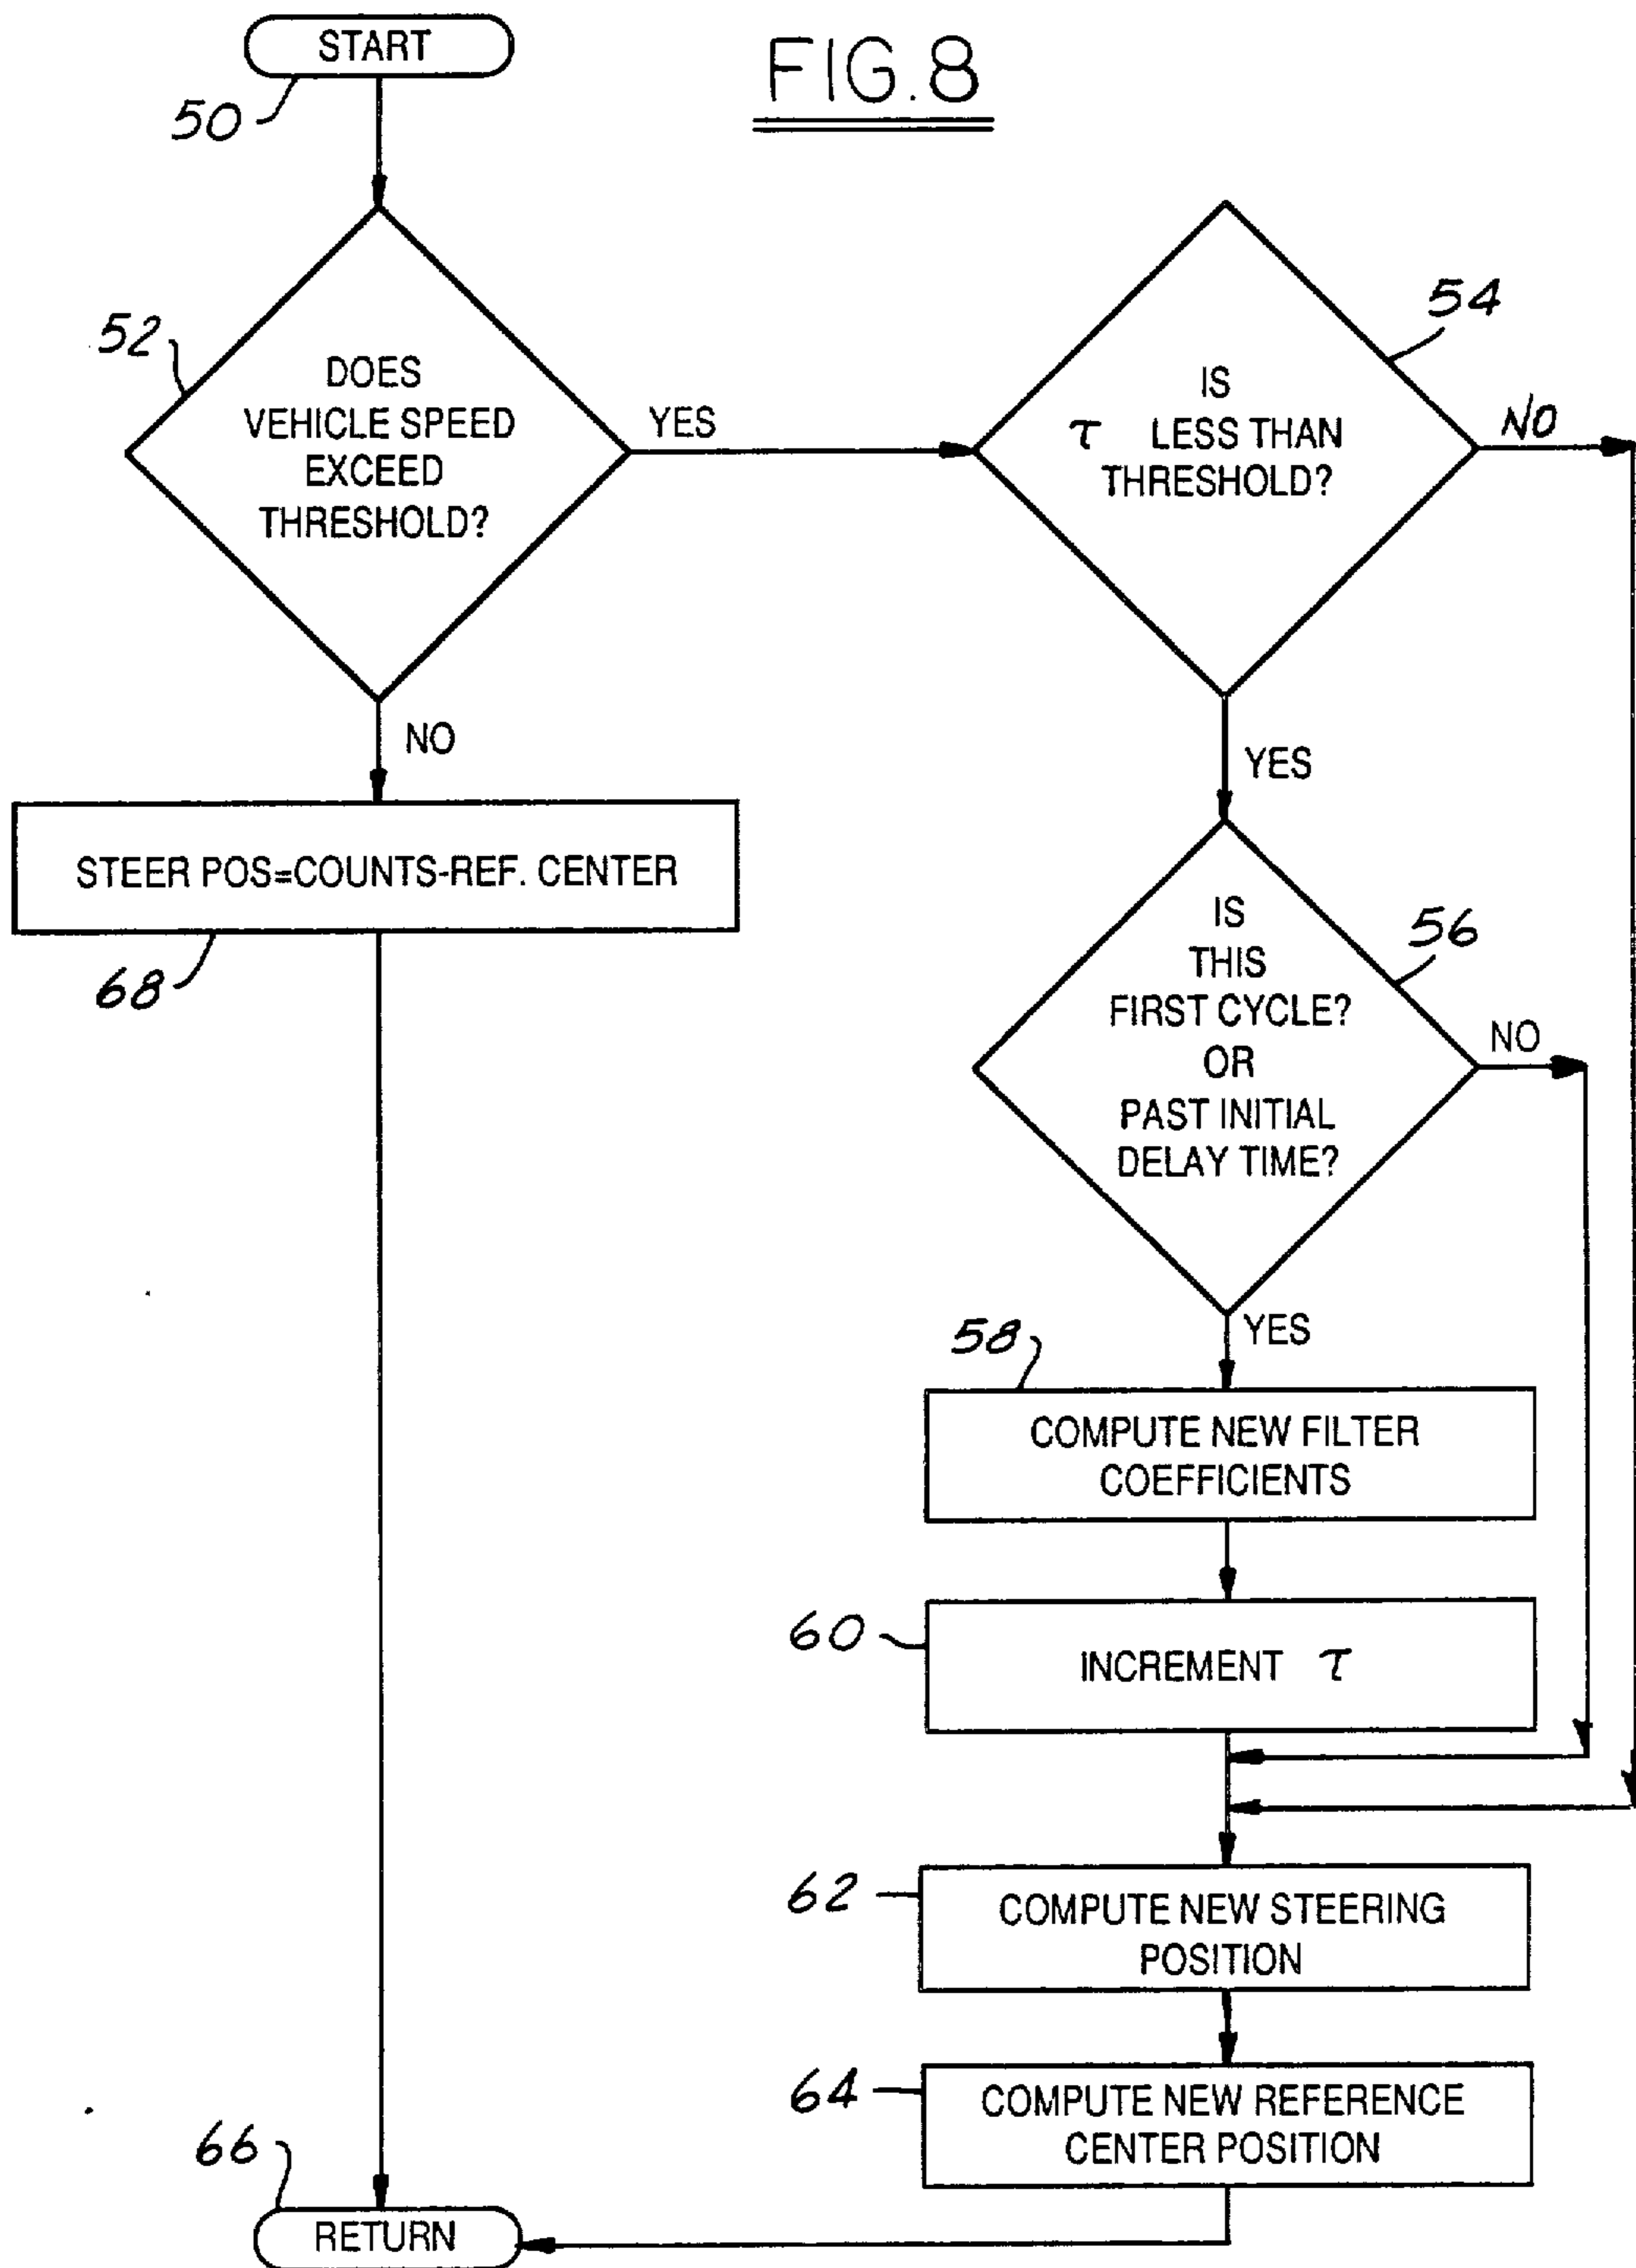 START
FIG.8
50
52
DOES
VEHICLE SPEED
EXCEED
THRESHOLD?
YES
54
IS
τ LESS THAN
THRESHOLD?
NO
NO
YES
STEER POS=COUNTS-REF. CENTER
68
56
IS
THIS
FIRST CYCLE?
OR
PAST INITIAL
DELAY TIME?
NO
YES
58
COMPUTE NEW FILTER
COEFFICIENTS
60
INCREMENT τ
62
COMPUTE NEW STEERING
POSITION
64
COMPUTE NEW REFERENCE
CENTER POSITION
66
RETURN